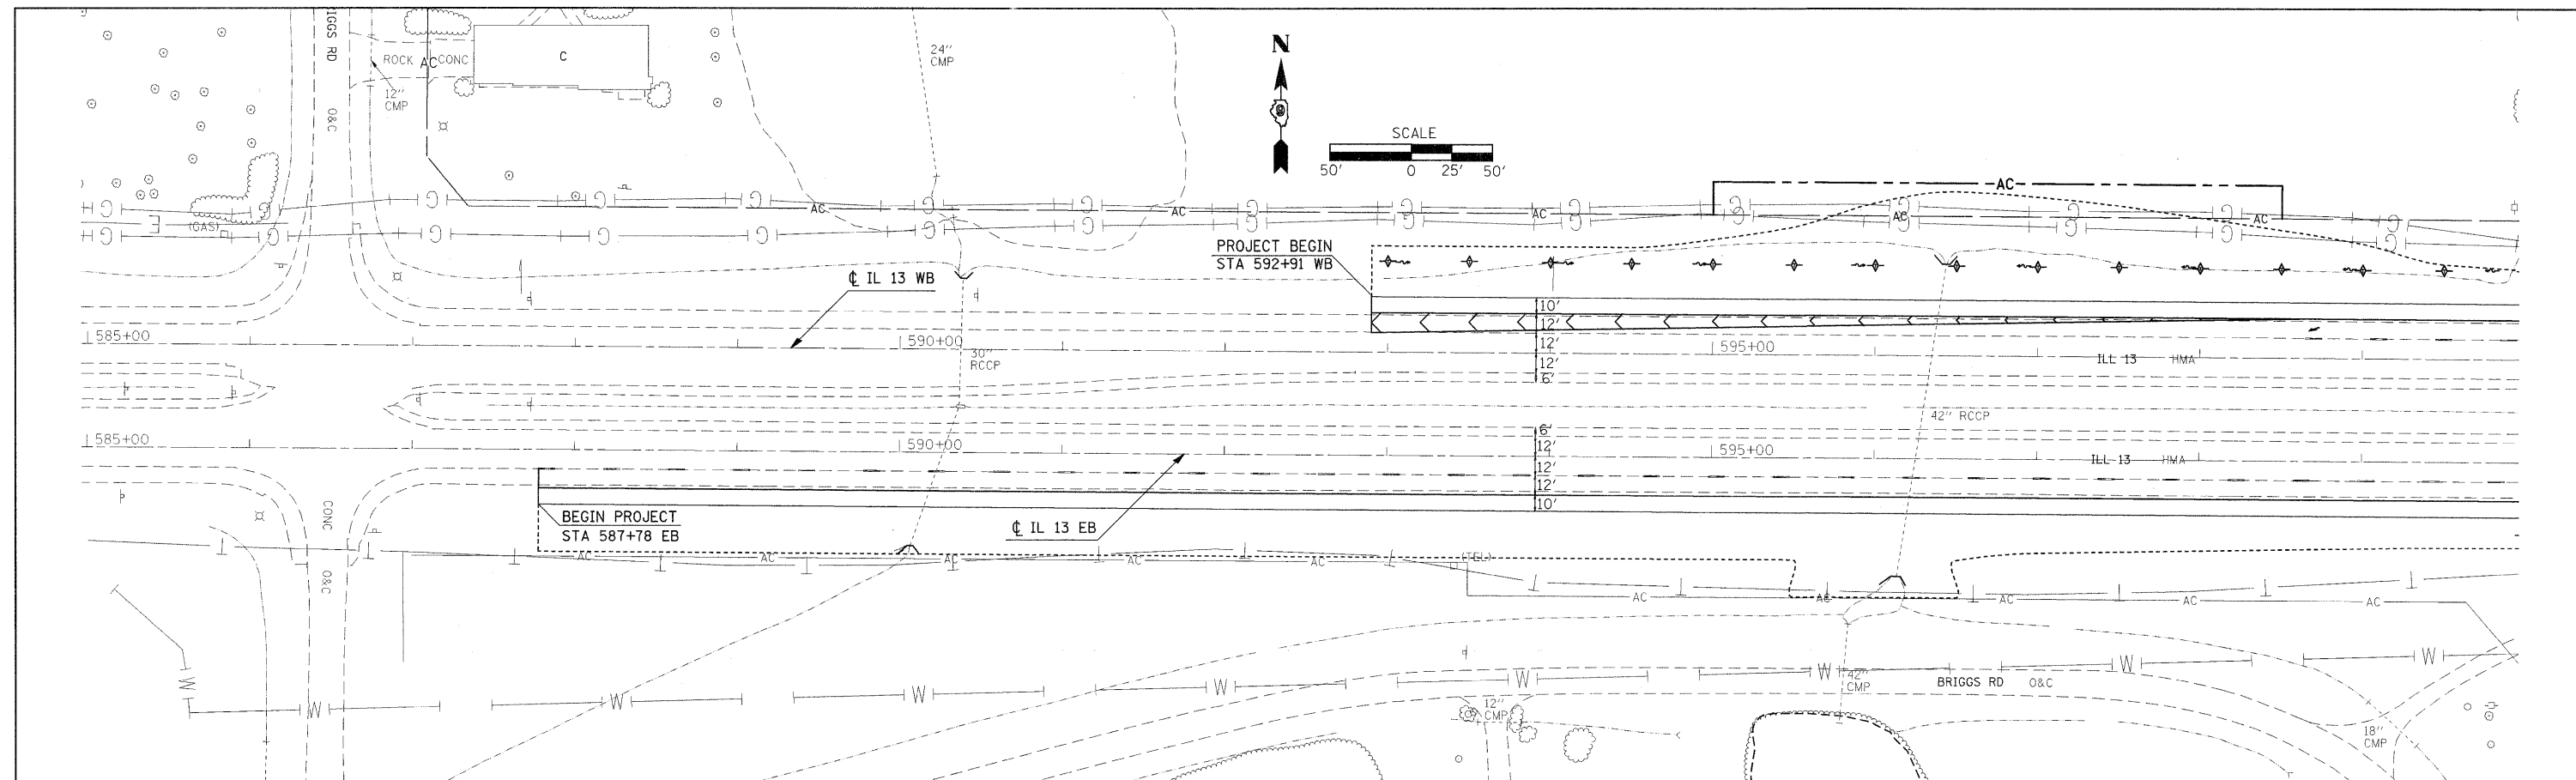 IGGS RD
O&C
ROCK AC CONC
12" CMP
C
24" CMP
N
SCALE
50' 0 25' 50'
AC
AC
AC
AC
AC
AC
G G G G G G G G G G G G G G G
E
(GAS)
G G G G G G G G G G G G G G G
PROJECT BEGIN
STA 592+91 WB
℄ IL 13 WB
585+00
590+00
595+00
30" RCCP
10'
12'
12'
12'
6'
ILL 13 HMA
42" RCCP
585+00
590+00
595+00
6'
12'
12'
12'
10'
ILL 13 HMA
CONC
O&C
BEGIN PROJECT
STA 587+78 EB
℄ IL 13 EB
AC AC AC AC AC
(TEL)
AC AC AC AC AC
W W W W W W W W W
42" CMP
BRIGGS RD O&C
12" CMP
18" CMP